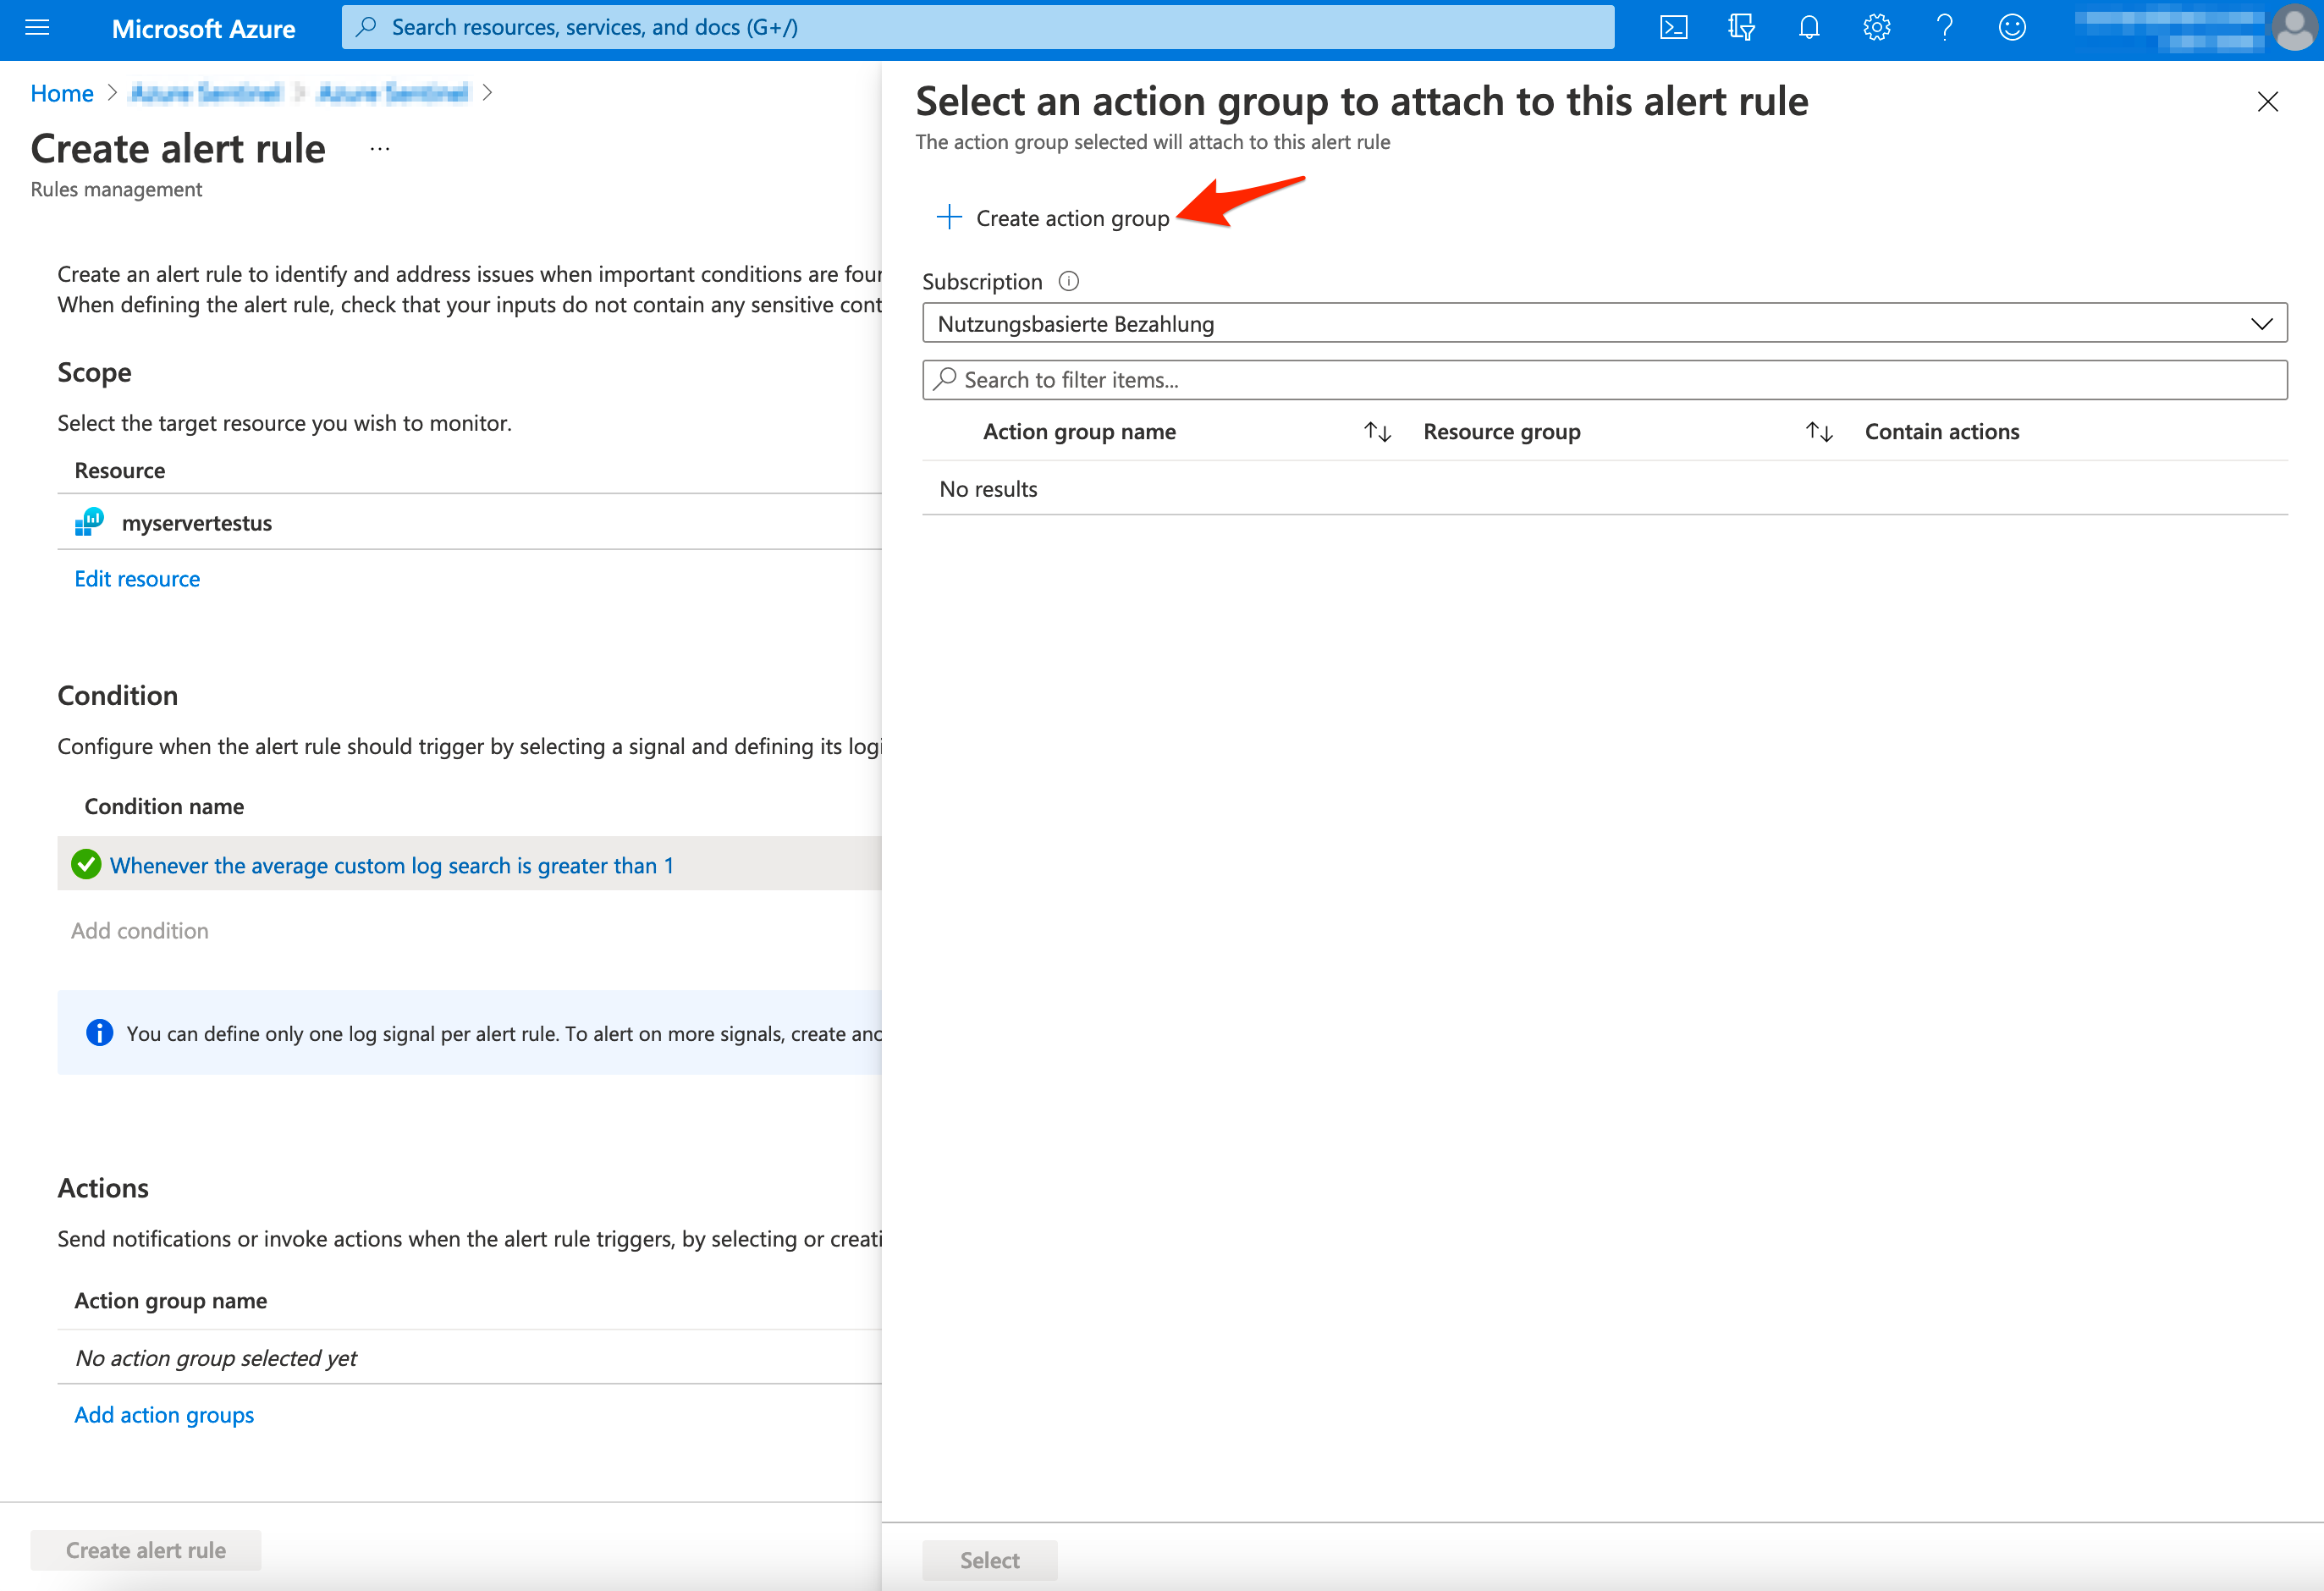 Microsoft Azure
Search resources, services, and docs (G+/)
Home
Create alert rule ...
Rules management
Create an alert rule to identify and address issues when important conditions are four
When defining the alert rule, check that your inputs do not contain any sensitive cont
Scope
Select the target resource you wish to monitor.
Resource
myservertestus
Edit resource
Condition
Configure when the alert rule should trigger by selecting a signal and defining its logi
Condition name
Whenever the average custom log search is greater than 1
Add condition
You can define only one log signal per alert rule. To alert on more signals, create ano
Actions
Send notifications or invoke actions when the alert rule triggers, by selecting or creati
Action group name
No action group selected yet
Add action groups
Create alert rule
Select an action group to attach to this alert rule
The action group selected will attach to this alert rule
Create action group
Subscription
Nutzungsbasierte Bezahlung
Search to filter items...
Action group name Resource group Contain actions
No results
Select